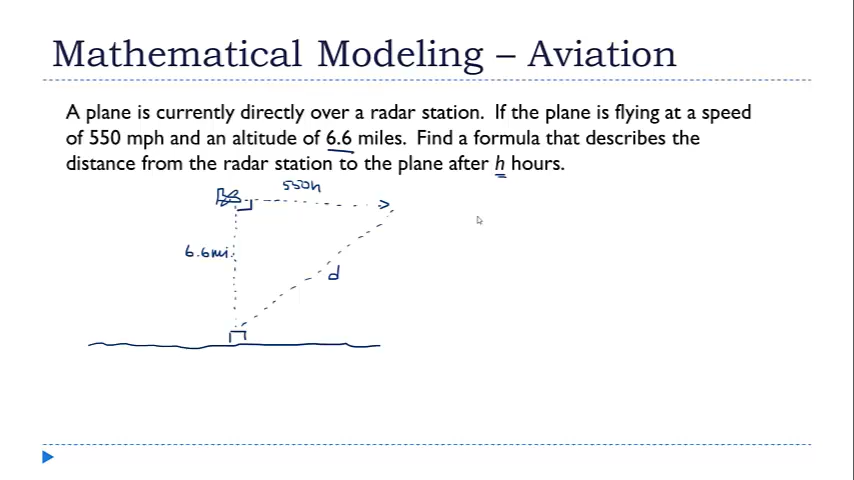 Mathematical Modeling – Aviation
A plane is currently directly over a radar station. If the plane is flying at a speed
of 550 mph and an altitude of 6.6 miles. Find a formula that describes the
distance from the radar station to the plane after h hours.
550h
6.6mi.
d